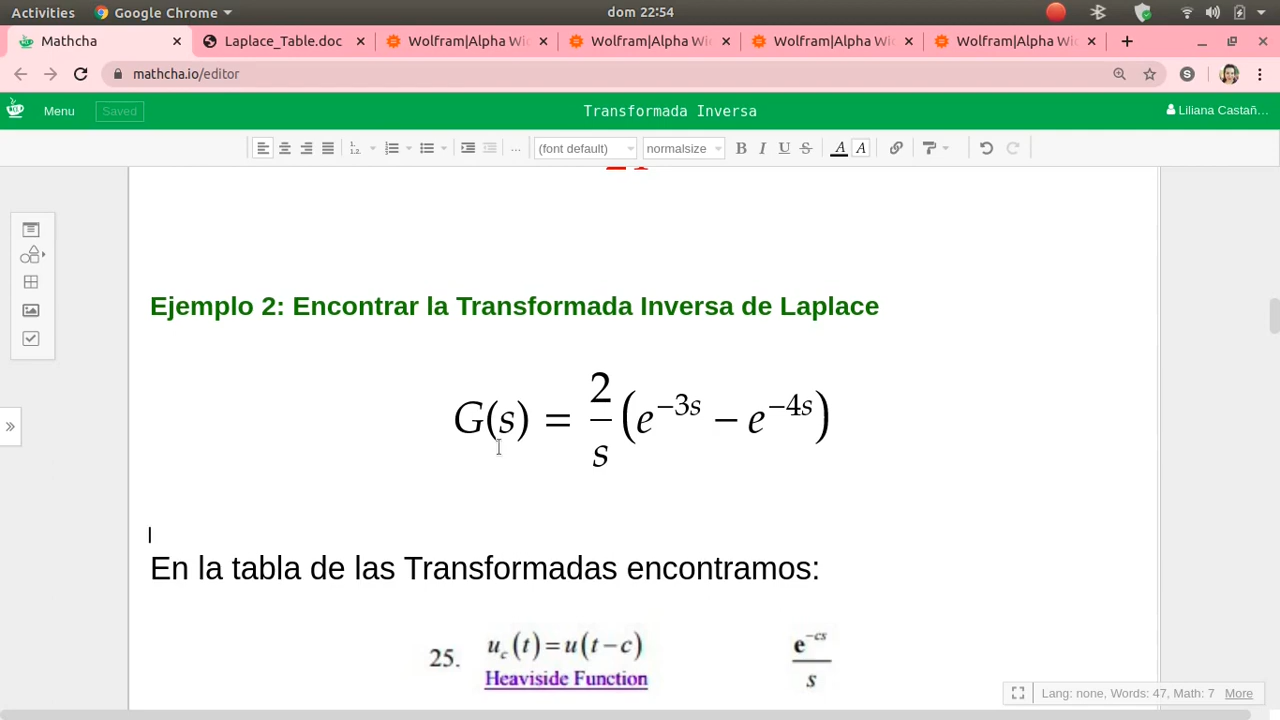 Activities Google Chrome dom 22:54
Mathcha Laplace_Table.doc Wolfram|Alpha Wi Wolfram|Alpha Wi Wolfram|Alpha Wi Wolfram|Alpha Wi
mathcha.io/editor S
Menu Saved Transformada Inversa Liliana Castañ...
(font default) normalsize B I U S A A
Ejemplo 2: Encontrar la Transformada Inversa de Laplace
G(s) = 2/s (e^{−3s} − e^{−4s})
En la tabla de las Transformadas encontramos:
25. u_c(t) = u(t−c) e^{−cs}/s
Heaviside Function
Lang: none, Words: 47, Math: 7 More